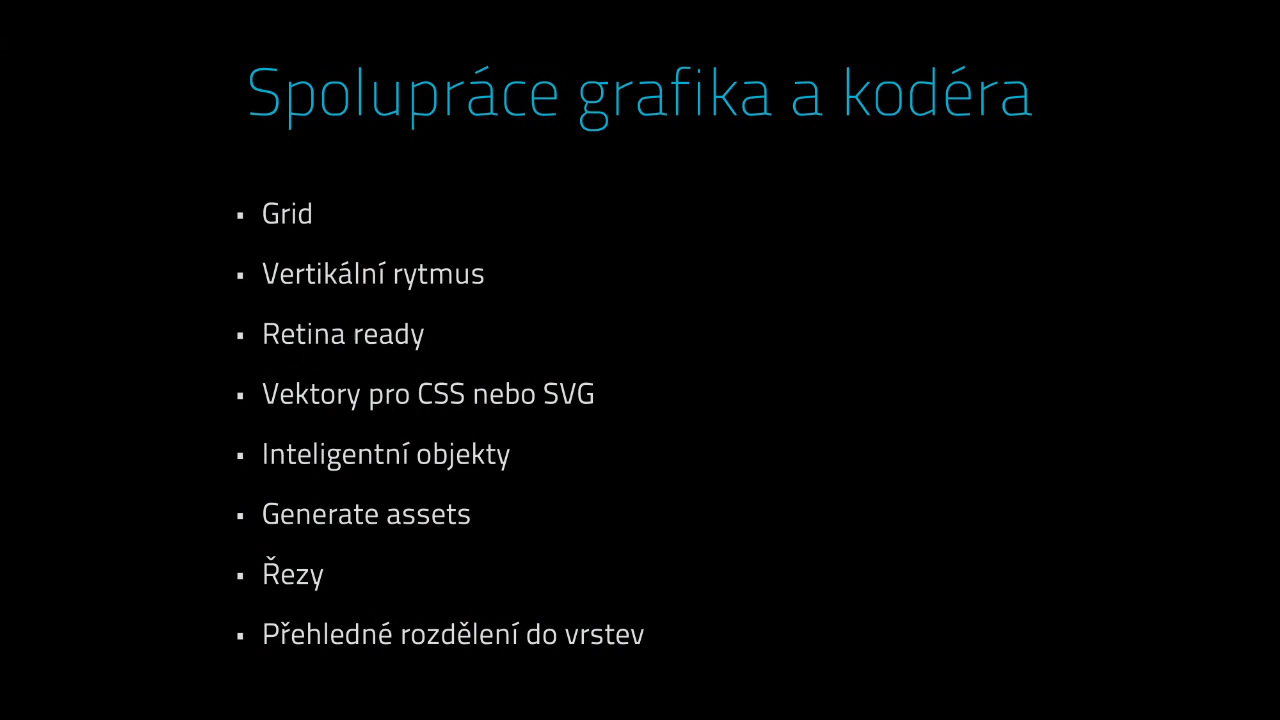 Spolupráce grafika a kodéra
▪ Grid
▪ Vertikální rytmus
▪ Retina ready
▪ Vektory pro CSS nebo SVG
▪ Inteligentní objekty
▪ Generate assets
▪ Řezy
▪ Přehledné rozdělení do vrstev